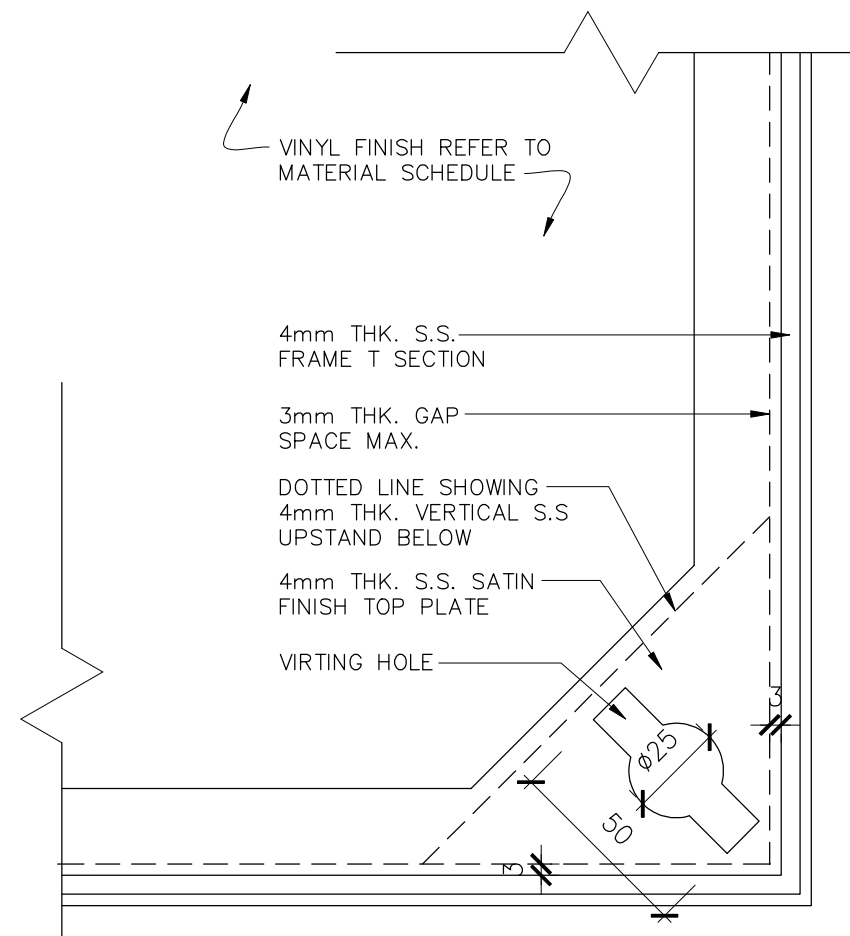 VINYL FINISH REFER TO
MATERIAL SCHEDULE
4mm THK. S.S.
FRAME T SECTION
3mm THK. GAP
SPACE MAX.
DOTTED LINE SHOWING
4mm THK. VERTICAL S.S
UPSTAND BELOW
4mm THK. S.S. SATIN
FINISH TOP PLATE
VIRTING HOLE
3
ø25
50
3